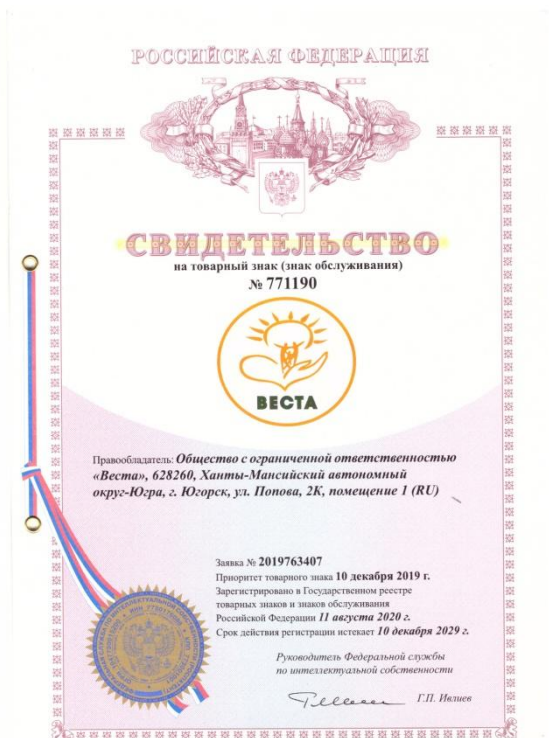 РОССИЙСКАЯ ФЕДЕРАЦИЯ
СВИДЕТЕЛЬСТВО
на товарный знак (знак обслуживания)
№ 771190
ВЕСТА
Правообладатель: Общество с ограниченной ответственностью
«Веста», 628260, Ханты-Мансийский автономный
округ-Югра, г. Югорск, ул. Попова, 2К, помещение 1 (RU)
Заявка № 2019763407
Приоритет товарного знака 10 декабря 2019 г.
Зарегистрировано в Государственном реестре
товарных знаков и знаков обслуживания
Российской Федерации 11 августа 2020 г.
Срок действия регистрации истекает 10 декабря 2029 г.
Руководитель Федеральной службы
по интеллектуальной собственности
Г.П. Ивлиев